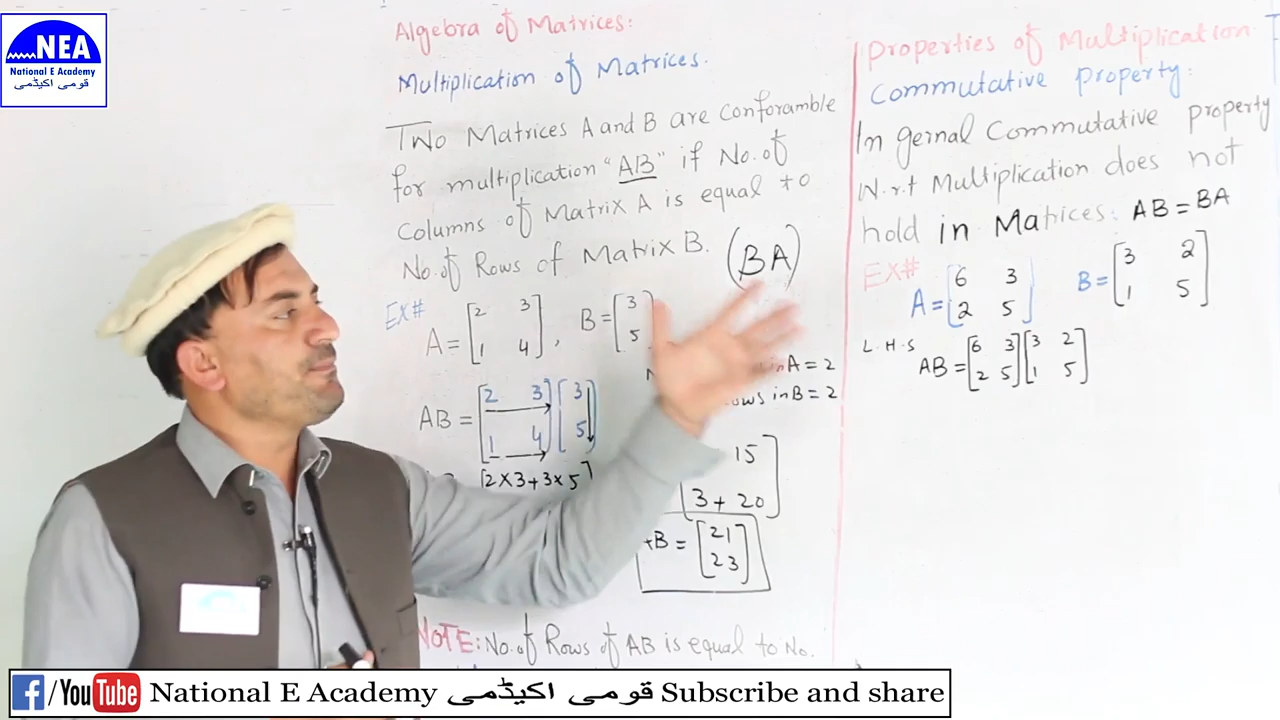 NEA
National E Academy
قومی اکیڈمی
Algebra of Matrices:
Multiplication of Matrices.
Two Matrices A and B are conforamble
for multiplication "AB" if No. of
Columns of Matrix A is equal to
No. of Rows of Matrix B. (BA)
EX#
A = [2 3
1 4], B = [3
5]
in A = 2
in B = 2
AB = [2 3
1 4] [3
5]
[2×3+3×5]
15
3 + 20]
B = [21
23]
NOTE: No. of Rows of AB is equal to No.
Properties of Multiplication
Commutative property:
In gernal Commutative property
W.r.t Multiplication does not
hold in Matrices: AB = BA
EX#
A = [6 3
2 5] B = [3 2
1 5]
L.H.S
AB = [6 3
2 5] [3 2
1 5]
f/YouTube National E Academy قومی اکیڈمی Subscribe and share